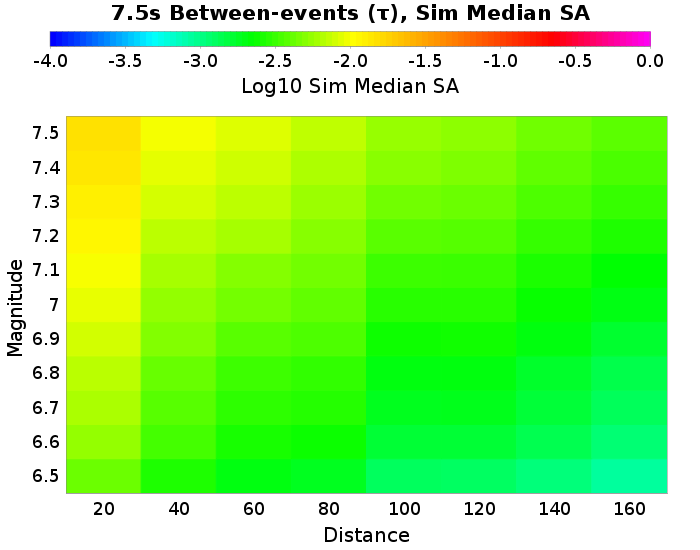 7.5s Between-events (τ), Sim Median SA
-4.0 -3.5 -3.0 -2.5 -2.0 -1.5 -1.0 -0.5 0.0
Log10 Sim Median SA
7.5
7.4
7.3
7.2
7.1
7
6.9
6.8
6.7
6.6
6.5
Magnitude
20 40 60 80 100 120 140 160
Distance